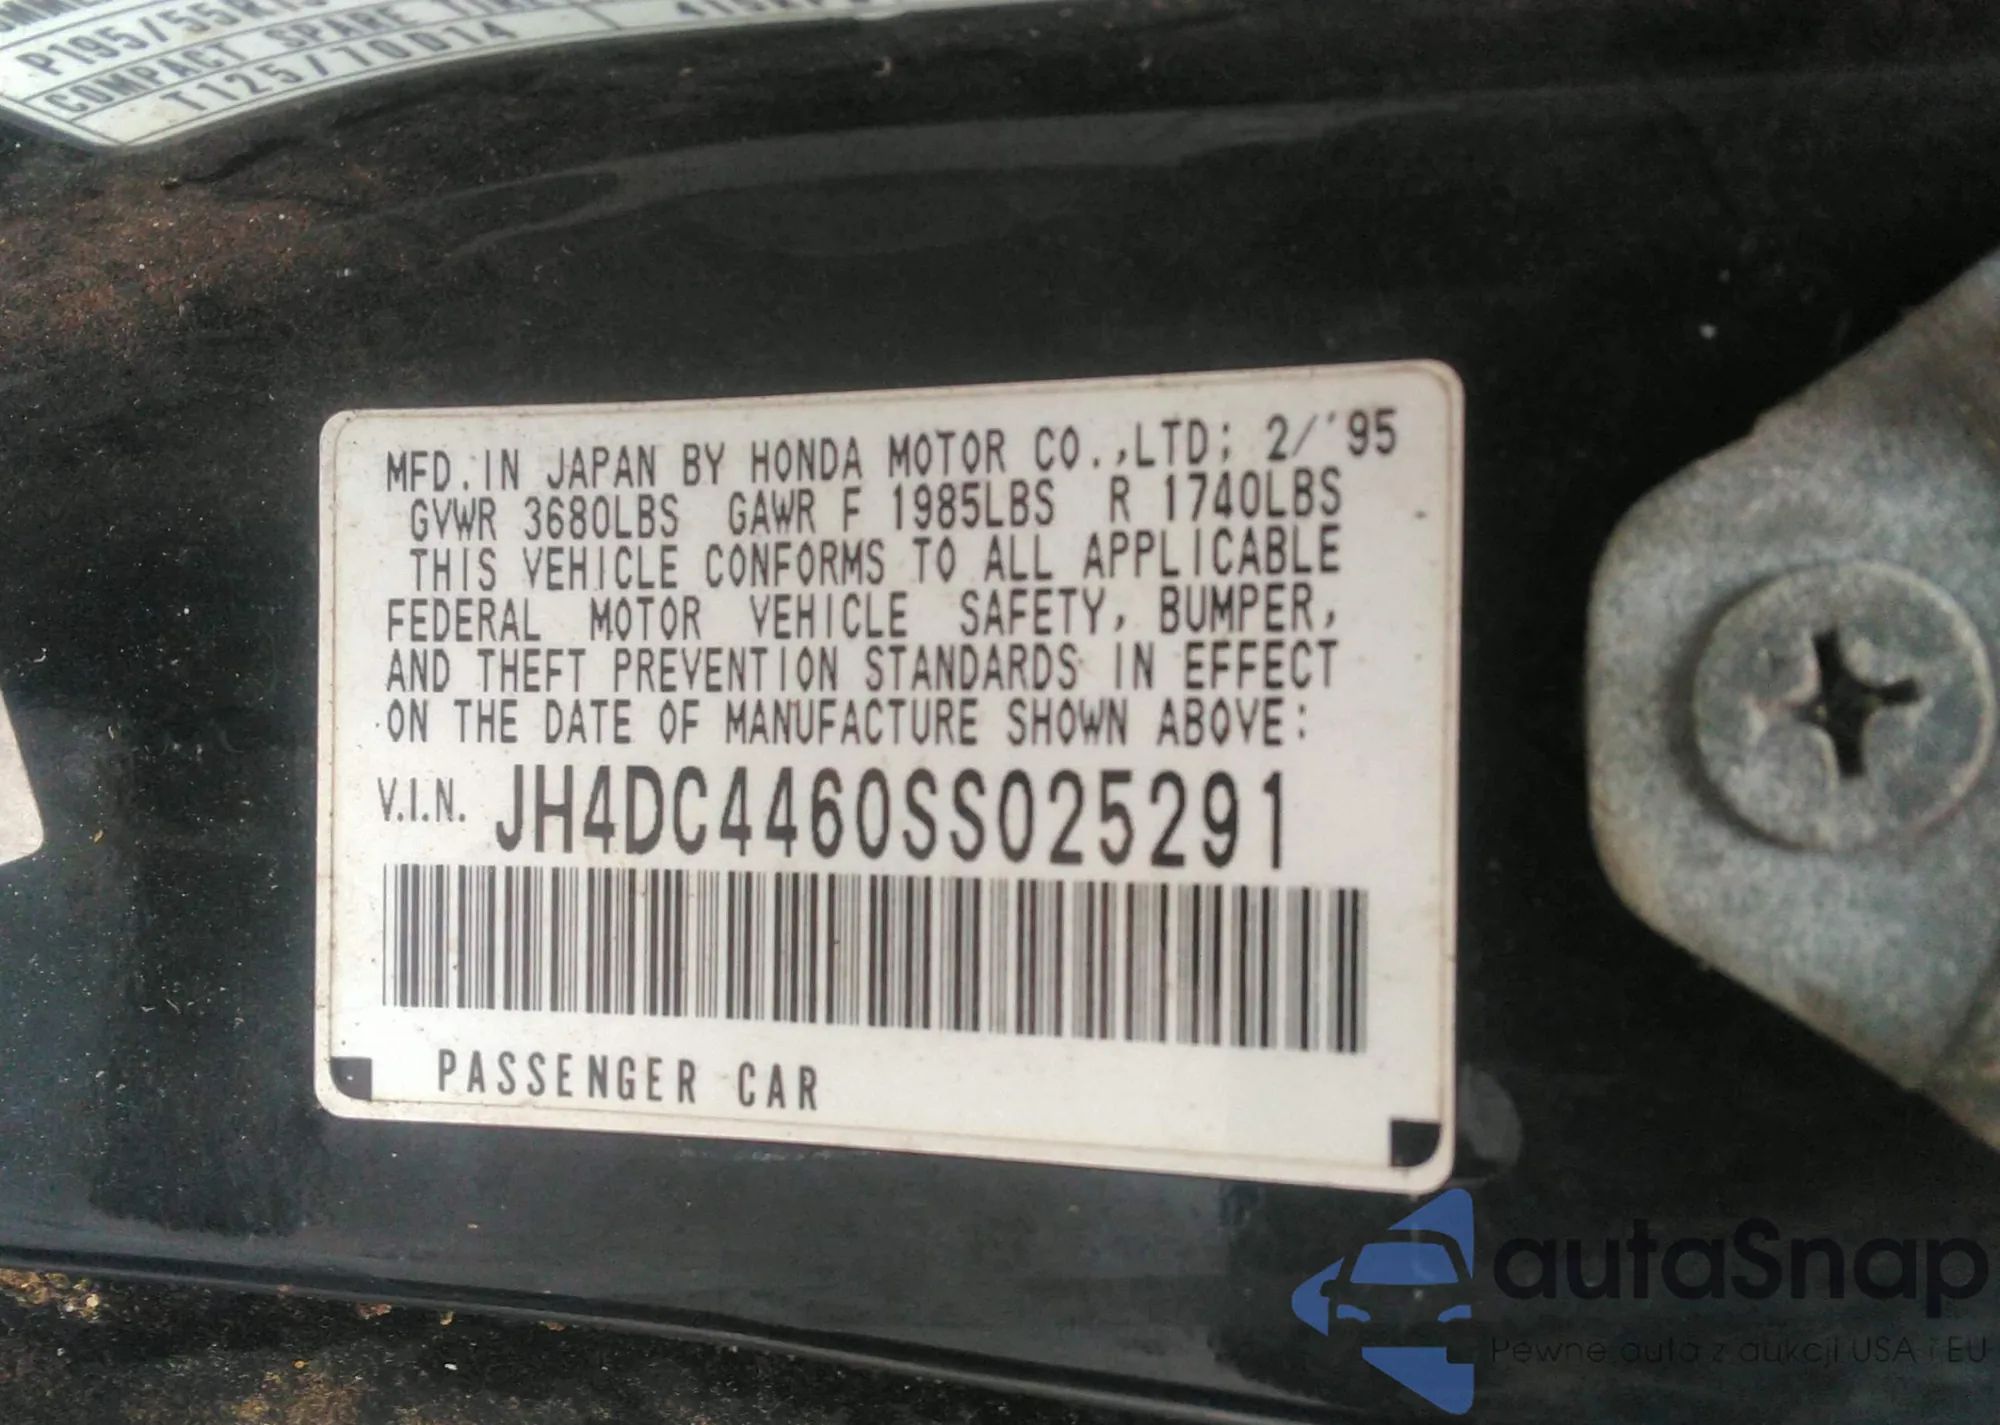 P195/55R15
COMPACT SPARE TIRE
T125/70D14
MFD. IN JAPAN BY HONDA MOTOR CO.,LTD; 2/'95
GVWR 3680LBS GAWR F 1985LBS R 1740LBS
THIS VEHICLE CONFORMS TO ALL APPLICABLE
FEDERAL MOTOR VEHICLE SAFETY, BUMPER,
AND THEFT PREVENTION STANDARDS IN EFFECT
ON THE DATE OF MANUFACTURE SHOWN ABOVE:
V.I.N. JH4DC4460SS025291
PASSENGER CAR
autaSnap
Pewne auta z aukcji USA i EU